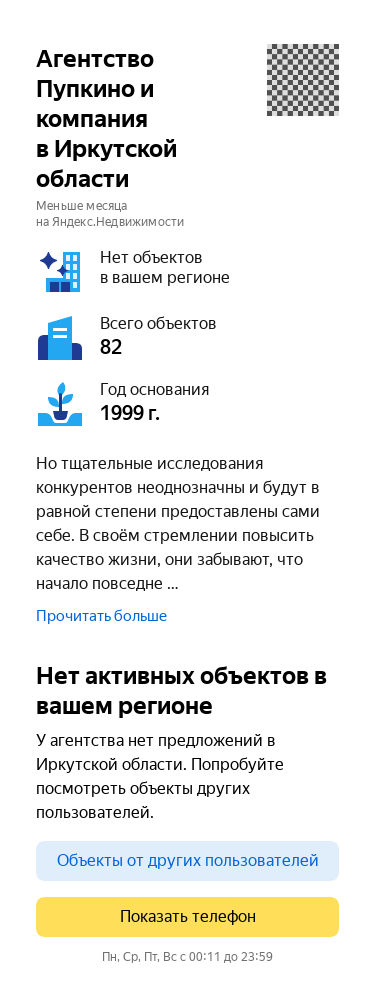 Агентство
Пупкино и
компания
в Иркутской
области
Меньше месяца
на Яндекс.Недвижимости
Нет объектов
в вашем регионе
Всего объектов
82
Год основания
1999 г.
Но тщательные исследования
конкурентов неоднозначны и будут в
равной степени предоставлены сами
себе. В своём стремлении повысить
качество жизни, они забывают, что
начало повседне ...
Прочитать больше
Нет активных объектов в
вашем регионе
У агентства нет предложений в
Иркутской области. Попробуйте
посмотреть объекты других
пользователей.
Объекты от других пользователей
Показать телефон
Пн, Ср, Пт, Вс с 00:11 до 23:59